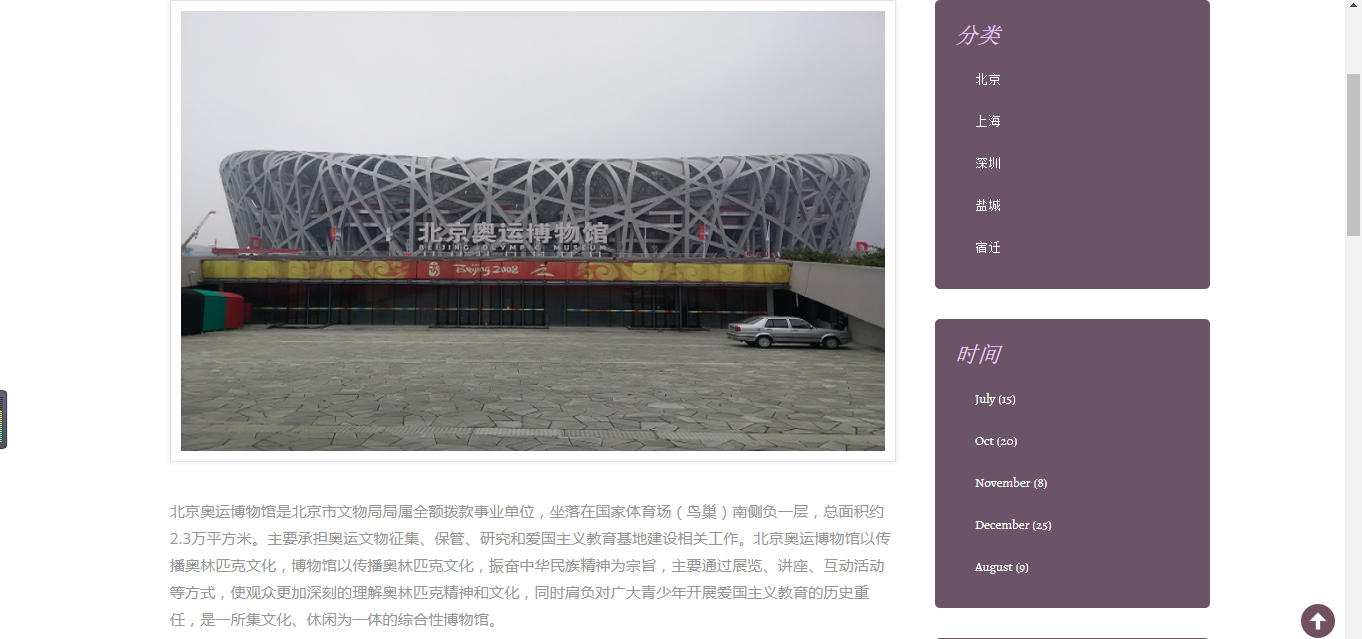 北京奥运博物馆
BEIJING OLYMPIC MUSEUM
Beijing 2008
北京奥运博物馆是北京市文物局局属全额拨款事业单位，坐落在国家体育场（鸟巢）南侧负一层，总面积约
2.3万平方米。主要承担奥运文物征集、保管、研究和爱国主义教育基地建设相关工作。北京奥运博物馆以传
播奥林匹克文化，博物馆以传播奥林匹克文化，振奋中华民族精神为宗旨，主要通过展览、讲座、互动活动
等方式，使观众更加深刻的理解奥林匹克精神和文化，同时肩负对广大青少年开展爱国主义教育的历史重
任，是一所集文化、休闲为一体的综合性博物馆。
分类
北京
上海
深圳
盐城
宿迁
时间
July (15)
Oct (20)
November (8)
December (25)
August (9)